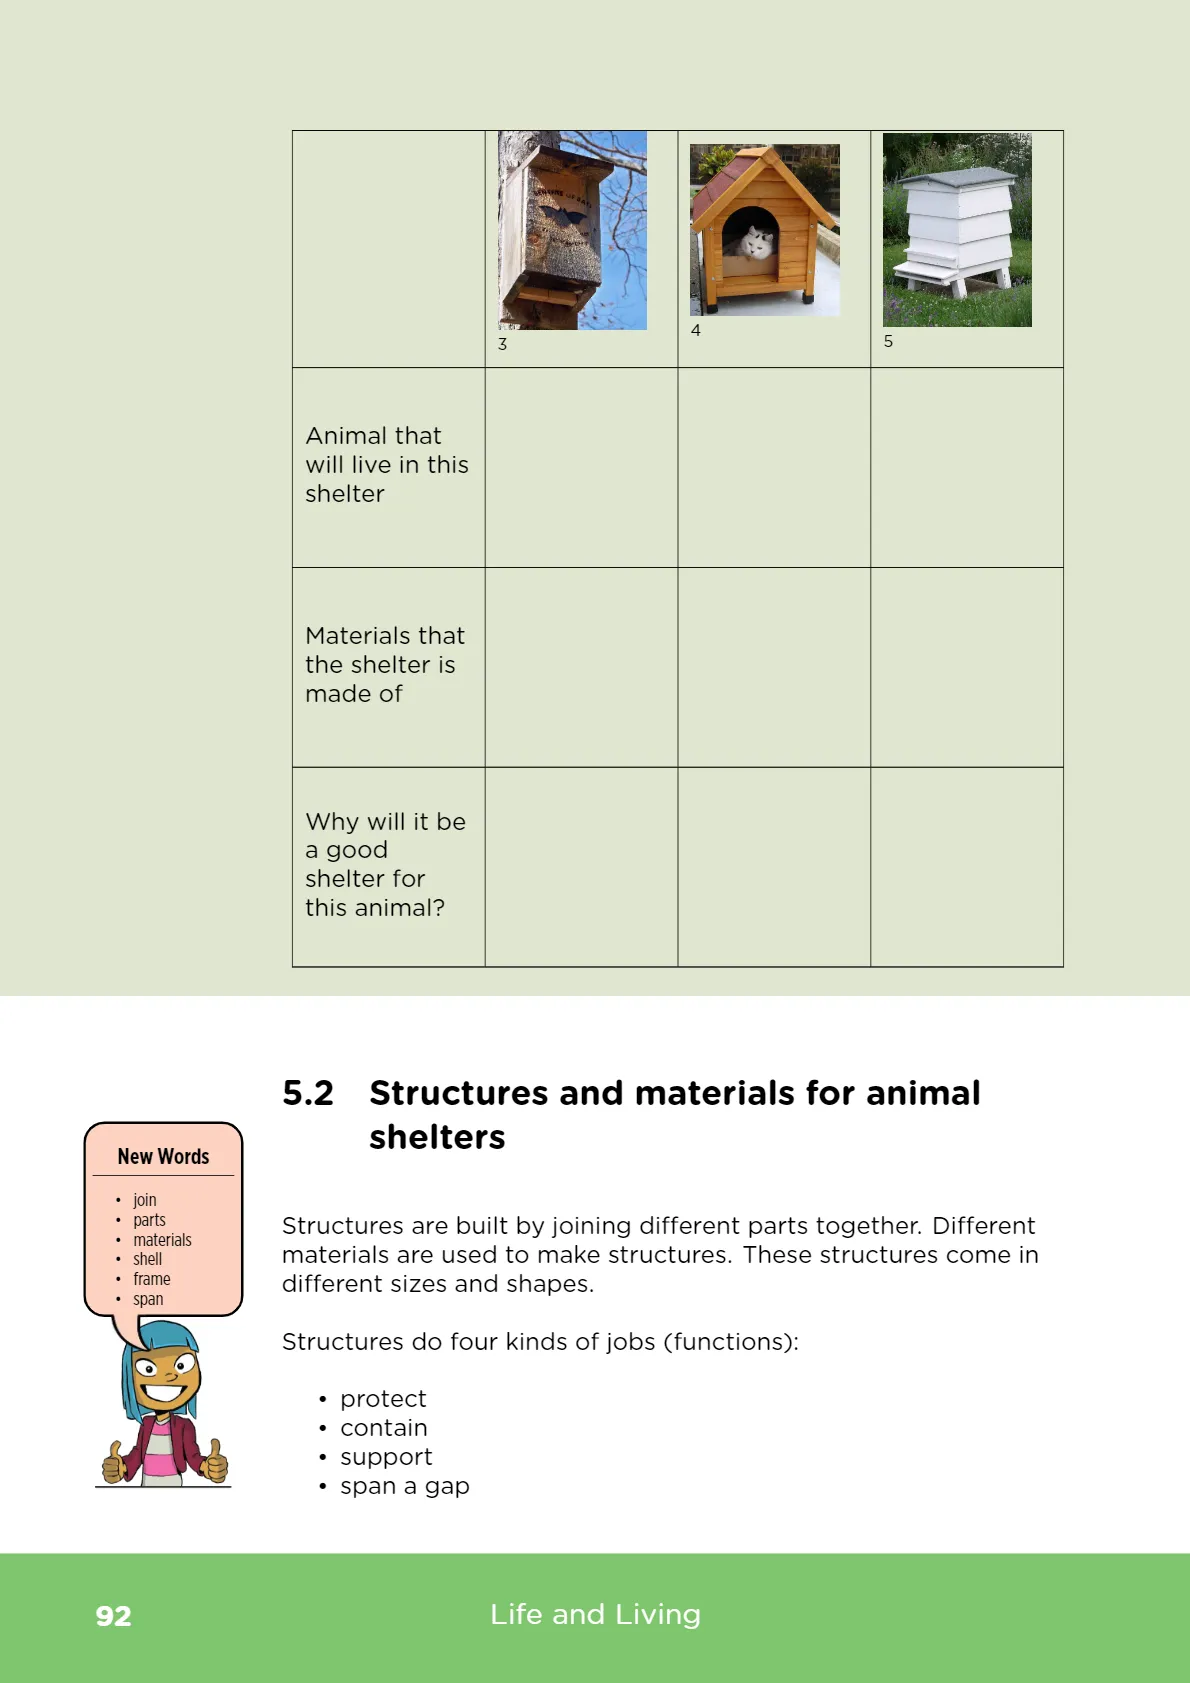 3
4
5
Animal that
will live in this
shelter
Materials that
the shelter is
made of
Why will it be
a good
shelter for
this animal?
5.2 Structures and materials for animal
shelters
New Words
• join
• parts
• materials
• shell
• frame
• span
Structures are built by joining different parts together. Different
materials are used to make structures. These structures come in
different sizes and shapes.
Structures do four kinds of jobs (functions):
• protect
• contain
• support
• span a gap
92
Life and Living